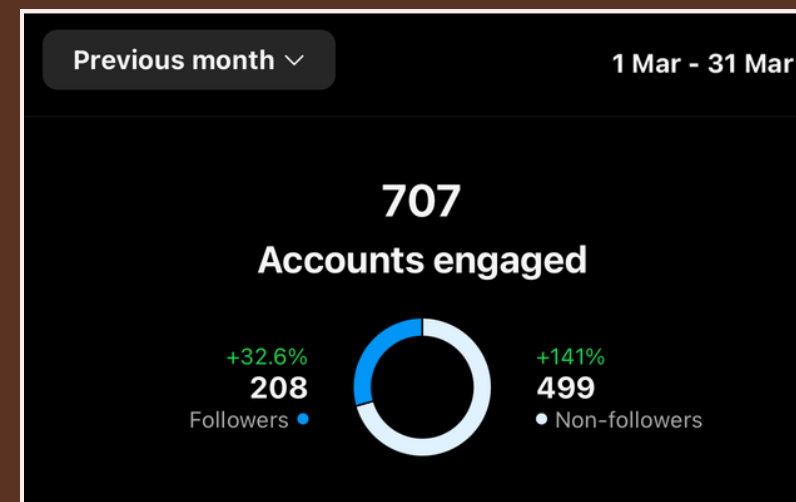 Previous month
1 Mar - 31 Mar
707
Accounts engaged
+32.6%
208
Followers
+141%
499
Non-followers